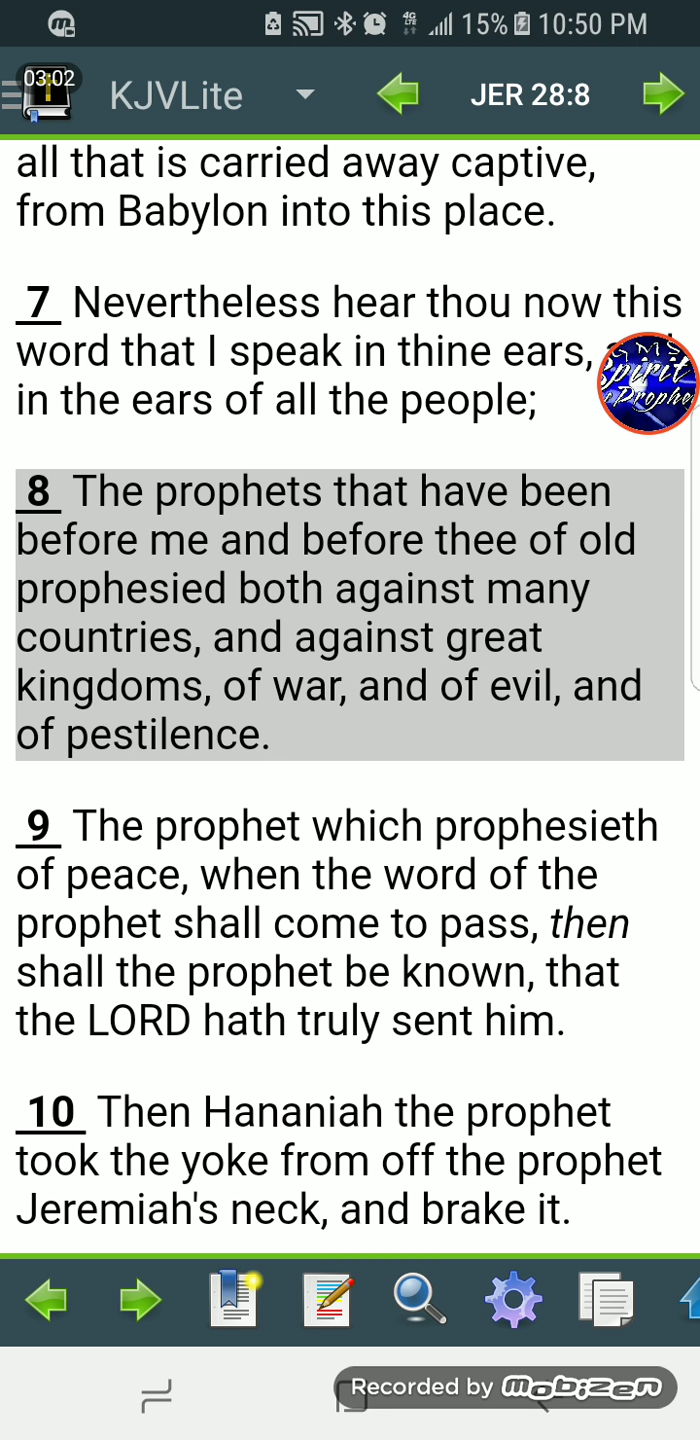 4G
LTE
15%
10:50 PM
03:02
KJVLite
JER 28:8
all that is carried away captive,
from Babylon into this place.
7 Nevertheless hear thou now this
word that I speak in thine ears,
in the ears of all the people;
GMS
Spirit
Prophe
8 The prophets that have been
before me and before thee of old
prophesied both against many
countries, and against great
kingdoms, of war, and of evil, and
of pestilence.
9 The prophet which prophesieth
of peace, when the word of the
prophet shall come to pass, then
shall the prophet be known, that
the LORD hath truly sent him.
10 Then Hananiah the prophet
took the yoke from off the prophet
Jeremiah's neck, and brake it.
Recorded by mobizen